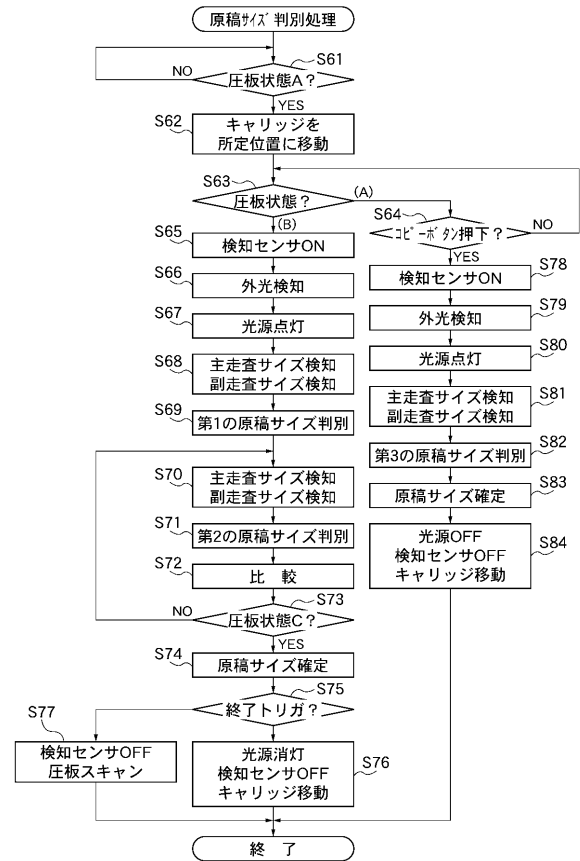 原稿ｻｲｽﾞ判別処理
S61
NO
圧板状態A？
YES
S62
キャリッジを
所定位置に移動
S63
(A)
圧板状態？
S64
NO
(B)
ｺﾋﾟｰﾎﾞﾀﾝ押下？
S65
検知センサON
YES
S78
検知センサON
S66
外光検知
S79
外光検知
S67
光源点灯
S80
光源点灯
S68
主走査サイズ検知
副走査サイズ検知
S81
主走査サイズ検知
副走査サイズ検知
S69
第1の原稿サイズ判別
S82
第3の原稿サイズ判別
S70
主走査サイズ検知
副走査サイズ検知
S83
原稿サイズ確定
S71
第2の原稿サイズ判別
S84
光源OFF
検知センサOFF
キャリッジ移動
S72
比　較
S73
NO
圧板状態C？
YES
S74
原稿サイズ確定
S75
終了トリガ？
S77
検知センサOFF
圧板スキャン
S76
光源消灯
検知センサOFF
キャリッジ移動
終　了